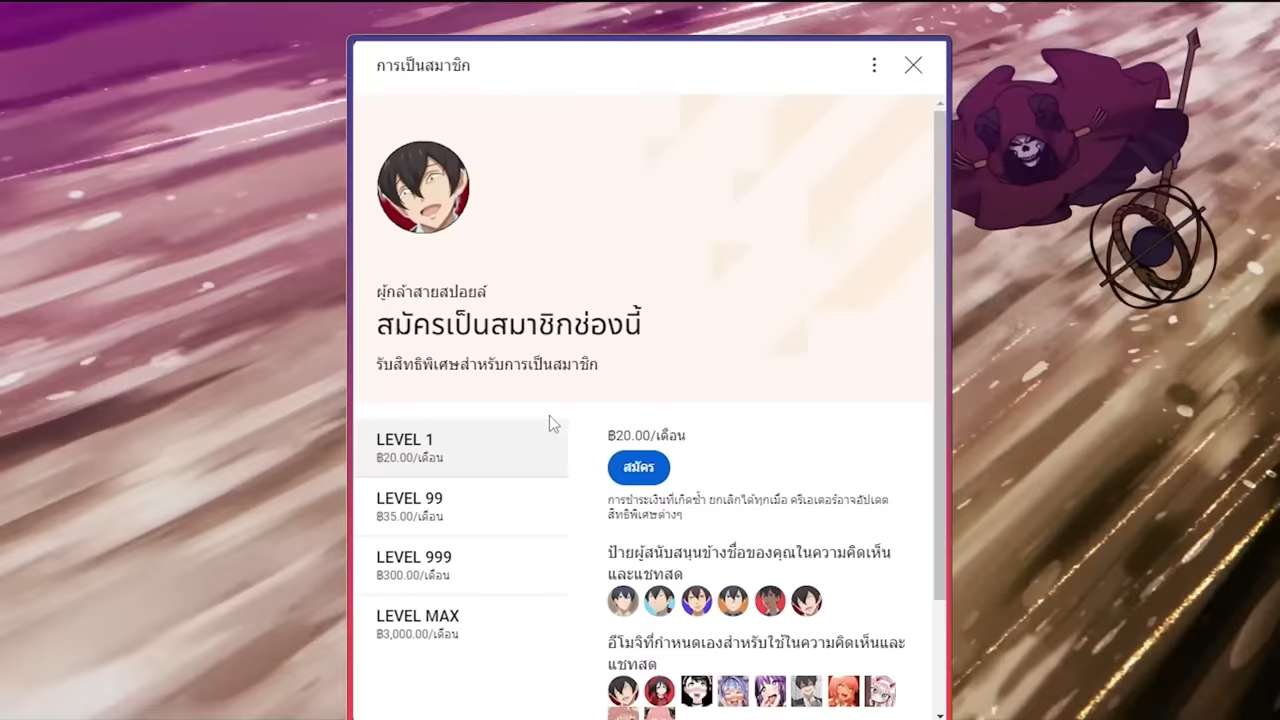 การเป็นสมาชิก
ผู้กล้าสายสปอยล์
สมัครเป็นสมาชิกช่องนี้
รับสิทธิพิเศษสำหรับการเป็นสมาชิก
LEVEL 1
฿20.00/เดือน
LEVEL 99
฿35.00/เดือน
LEVEL 999
฿300.00/เดือน
LEVEL MAX
฿3,000.00/เดือน
฿20.00/เดือน
สมัคร
การชำระเงินที่เกิดซ้ำ ยกเลิกได้ทุกเมื่อ ครีเอเตอร์อาจอัปเดต
สิทธิพิเศษต่างๆ
ป้ายผู้สนับสนุนข้างชื่อของคุณในความคิดเห็น
และแชทสด
อีโมจิที่กำหนดเองสำหรับใช้ในความคิดเห็นและ
แชทสด